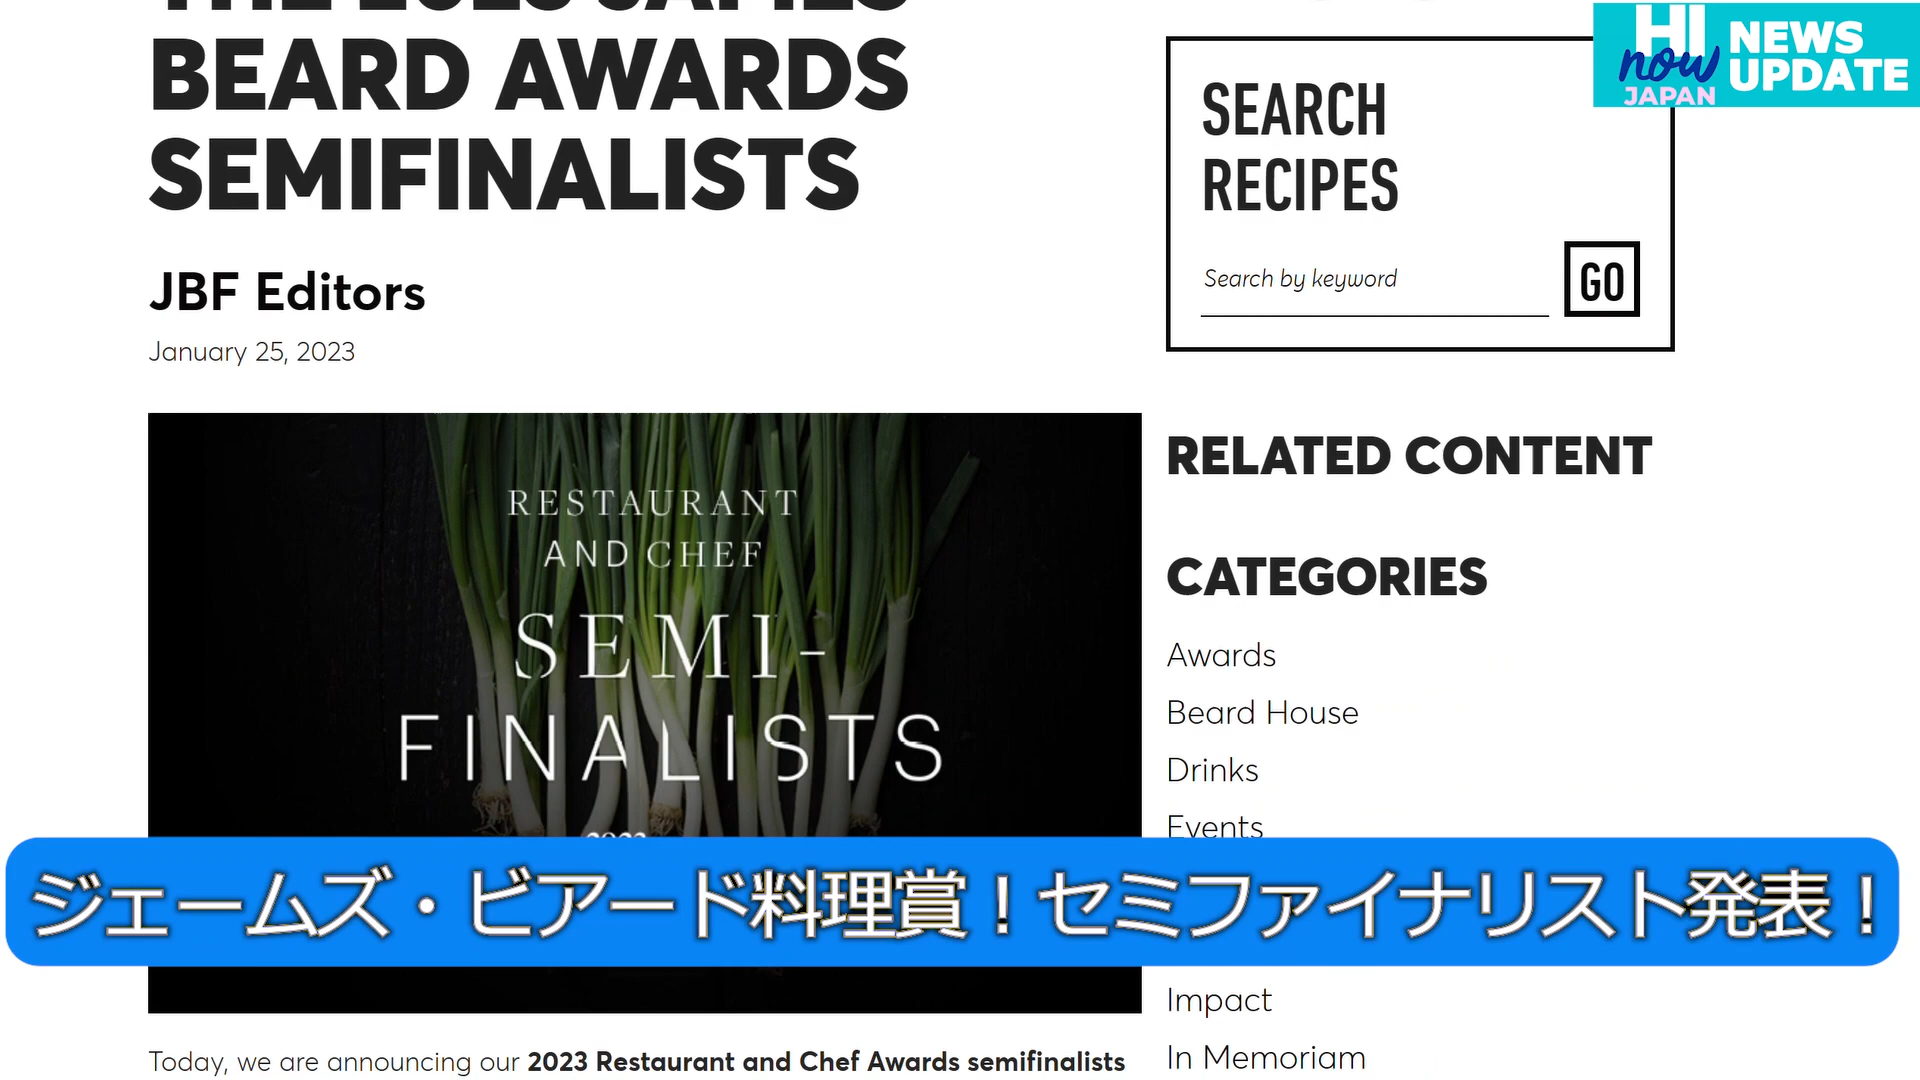 THE 2023 JAMES
BEARD AWARDS
SEMIFINALISTS
JBF Editors
January 25, 2023
RESTAURANT
AND CHEF
SEMI-
FINALISTS
Today, we are announcing our 2023 Restaurant and Chef Awards semifinalists
HI
now
JAPAN
NEWS
UPDATE
SEARCH
RECIPES
Search by keyword
GO
RELATED CONTENT
CATEGORIES
Awards
Beard House
Drinks
Events
Impact
In Memoriam
ジェームズ・ビアード料理賞！セミファイナリスト発表！